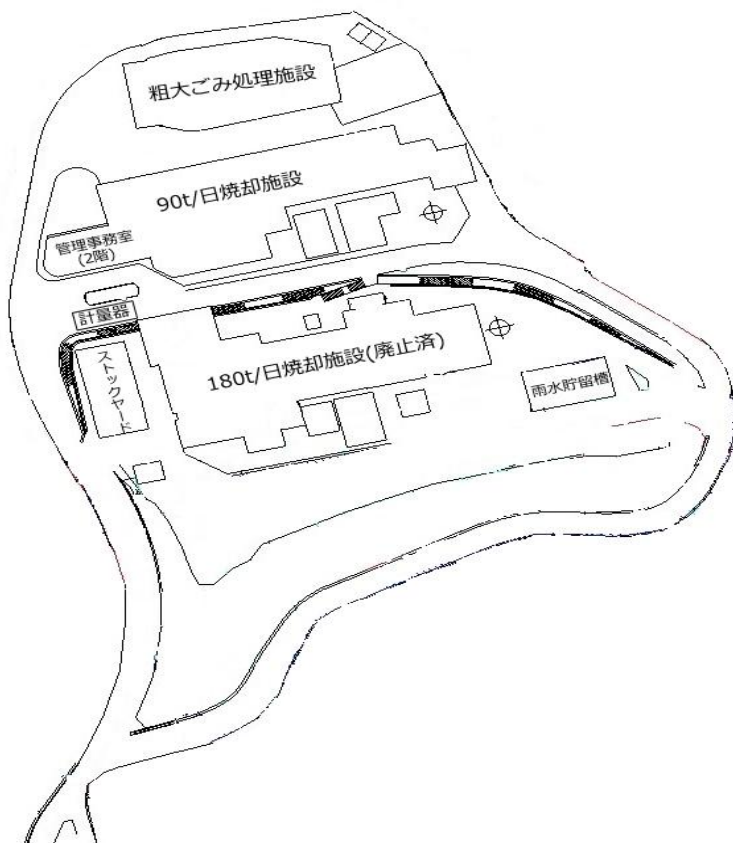 粗大ごみ処理施設
90t/日焼却施設
管理事務室
(2階)
計量器
ストックヤード
180t/日焼却施設(廃止済)
雨水貯留槽